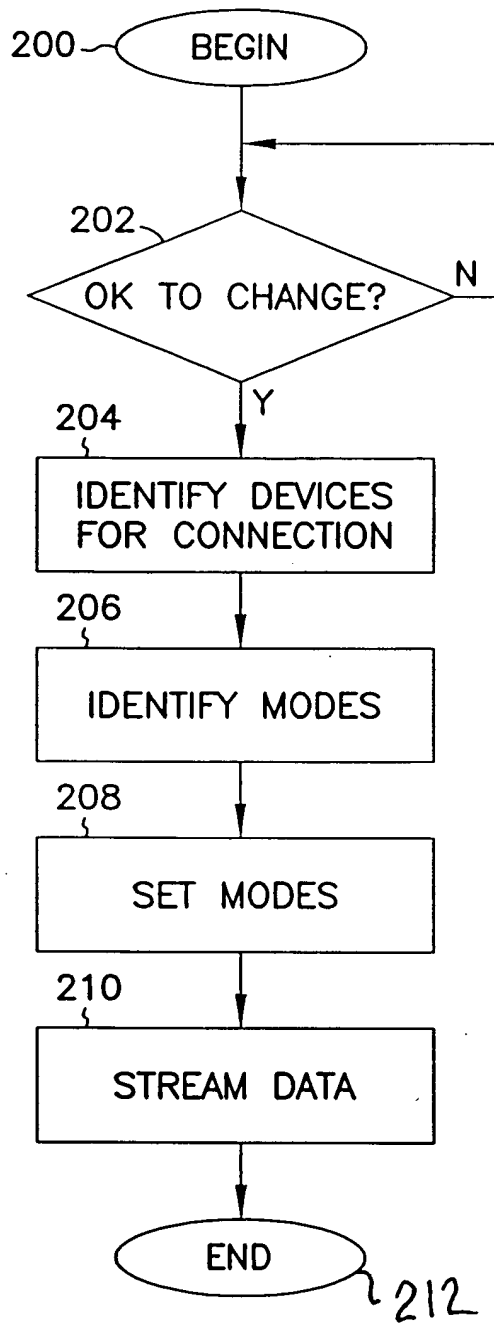 200
BEGIN
202
OK TO CHANGE?
N
Y
204
IDENTIFY DEVICES
FOR CONNECTION
206
IDENTIFY MODES
208
SET MODES
210
STREAM DATA
END
212